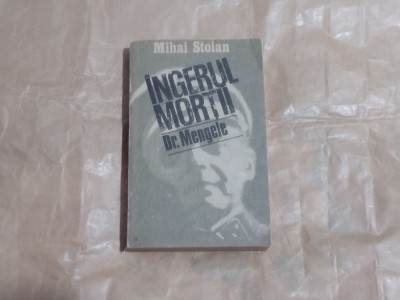 Mihai Stoian
ÎNGERUL
MORȚII
Dr. Mengele